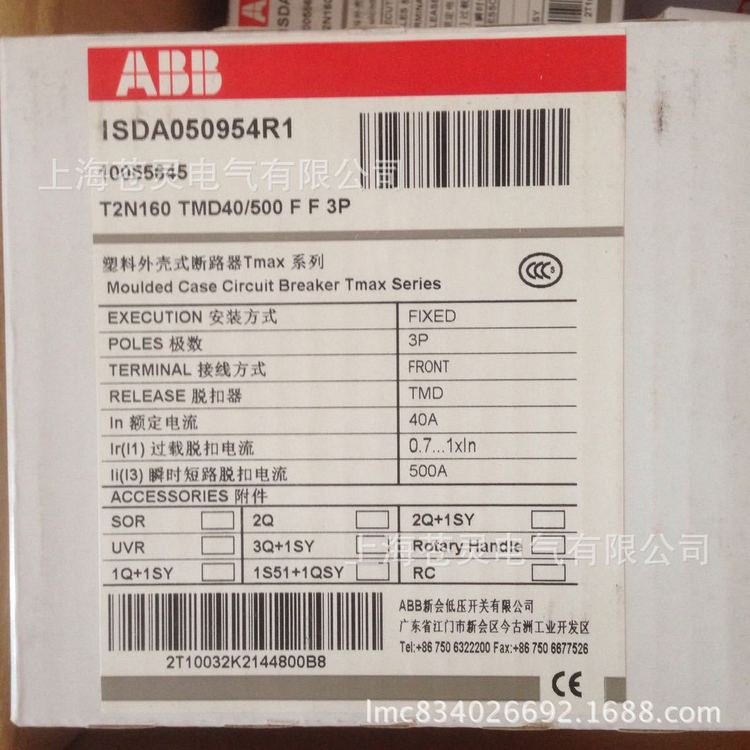 ABB
ISDA050954R1
上海苍灵电气有限公司
10055645
T2N160 TMD40/500 F F 3P
塑料外壳式断路器Tmax 系列
Moulded Case Circuit Breaker Tmax Series
CCC S
EXECUTION 安装方式 FIXED
POLES 极数 3P
TERMINAL 接线方式 FRONT
RELEASE 脱扣器 TMD
In 额定电流 40A
Ir(I1) 过载脱扣电流 0.7...1xIn
Ii(I3) 瞬时短路脱扣电流 500A
ACCESSORIES 附件
SOR 2Q 2Q+1SY
UVR 3Q+1SY Rotary Handle
上海苍灵电气有限公司
1Q+1SY 1S51+1QSY RC
ABB新会低压开关有限公司
广东省江门市新会区今古洲工业开发区
Tel:+86 750 6322200 Fax:+86 750 6677526
2T10032K2144800B8
CE
lmc834026692.1688.com